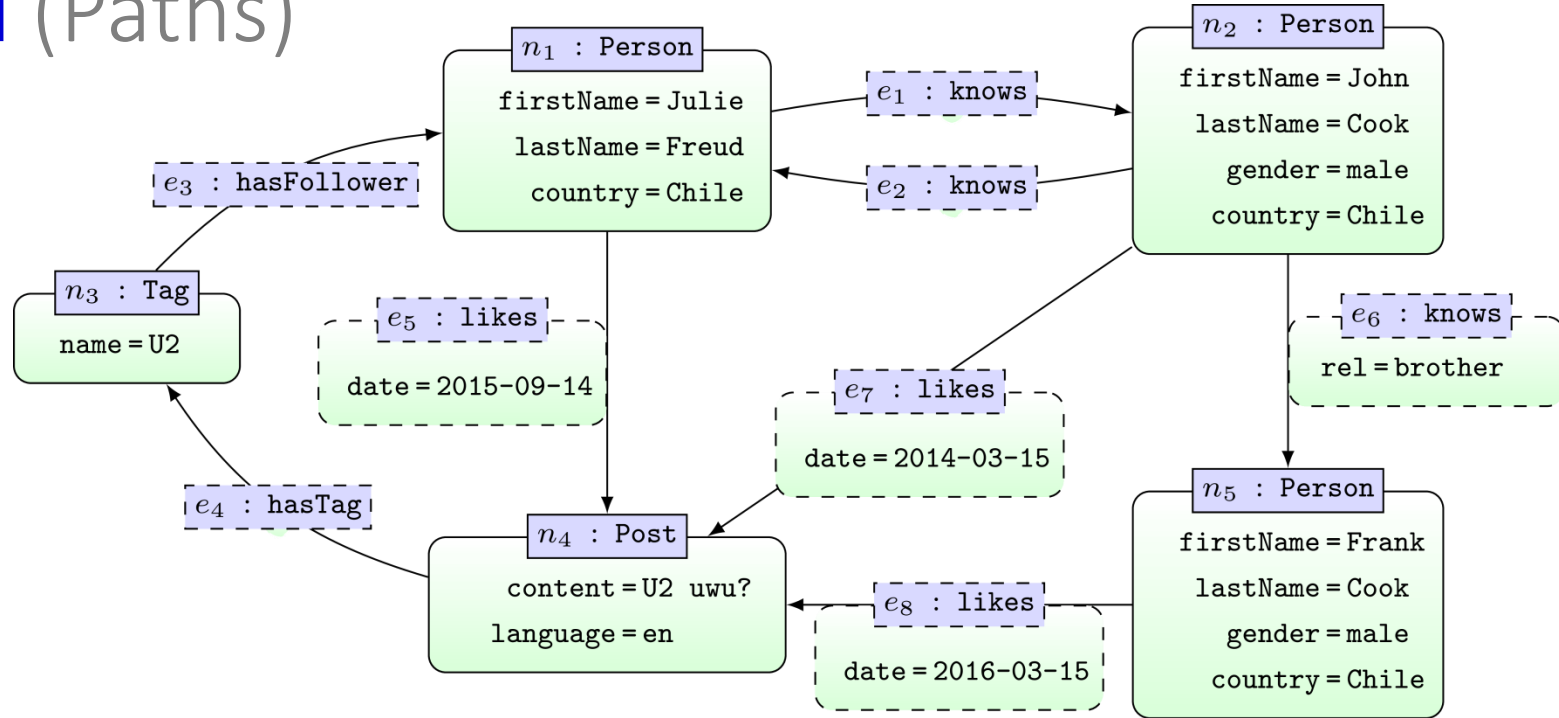 (Paths)
n₁ : Person
firstName = Julie
lastName = Freud
country = Chile
e₁ : knows
e₂ : knows
n₂ : Person
firstName = John
lastName = Cook
gender = male
country = Chile
e₃ : hasFollower
n₃ : Tag
name = U2
e₅ : likes
date = 2015-09-14
e₇ : likes
date = 2014-03-15
e₆ : knows
rel = brother
e₄ : hasTag
n₄ : Post
content = U2 uwu?
language = en
e₈ : likes
date = 2016-03-15
n₅ : Person
firstName = Frank
lastName = Cook
gender = male
country = Chile